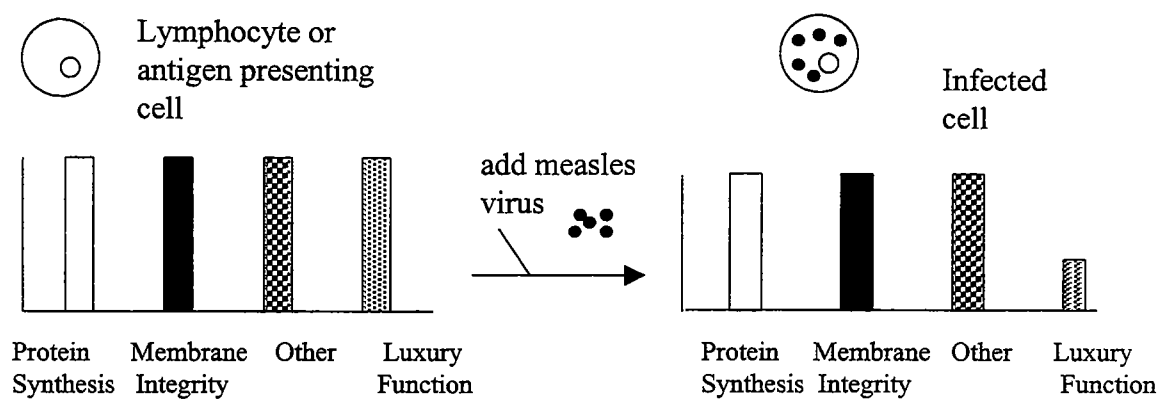 Lymphocyte or
antigen presenting
cell
Infected
cell
add measles
virus
Protein Membrane Other Luxury
Synthesis Integrity Function
Protein Membrane Other Luxury
Synthesis Integrity Function